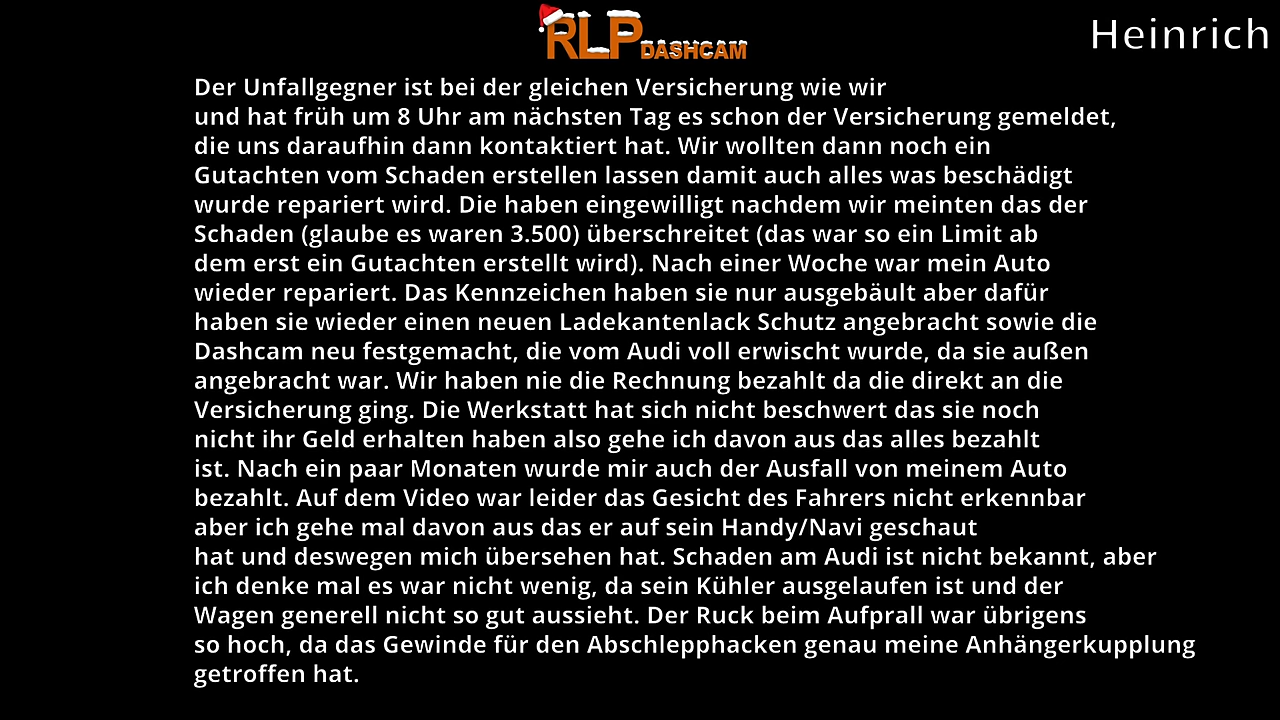 RLP DASHCAM
Heinrich
Der Unfallgegner ist bei der gleichen Versicherung wie wir
und hat früh um 8 Uhr am nächsten Tag es schon der Versicherung gemeldet,
die uns daraufhin dann kontaktiert hat. Wir wollten dann noch ein
Gutachten vom Schaden erstellen lassen damit auch alles was beschädigt
wurde repariert wird. Die haben eingewilligt nachdem wir meinten das der
Schaden (glaube es waren 3.500) überschreitet (das war so ein Limit ab
dem erst ein Gutachten erstellt wird). Nach einer Woche war mein Auto
wieder repariert. Das Kennzeichen haben sie nur ausgebäult aber dafür
haben sie wieder einen neuen Ladekantenlack Schutz angebracht sowie die
Dashcam neu festgemacht, die vom Audi voll erwischt wurde, da sie außen
angebracht war. Wir haben nie die Rechnung bezahlt da die direkt an die
Versicherung ging. Die Werkstatt hat sich nicht beschwert das sie noch
nicht ihr Geld erhalten haben also gehe ich davon aus das alles bezahlt
ist. Nach ein paar Monaten wurde mir auch der Ausfall von meinem Auto
bezahlt. Auf dem Video war leider das Gesicht des Fahrers nicht erkennbar
aber ich gehe mal davon aus das er auf sein Handy/Navi geschaut
hat und deswegen mich übersehen hat. Schaden am Audi ist nicht bekannt, aber
ich denke mal es war nicht wenig, da sein Kühler ausgelaufen ist und der
Wagen generell nicht so gut aussieht. Der Ruck beim Aufprall war übrigens
so hoch, da das Gewinde für den Abschlepphacken genau meine Anhängerkupplung
getroffen hat.